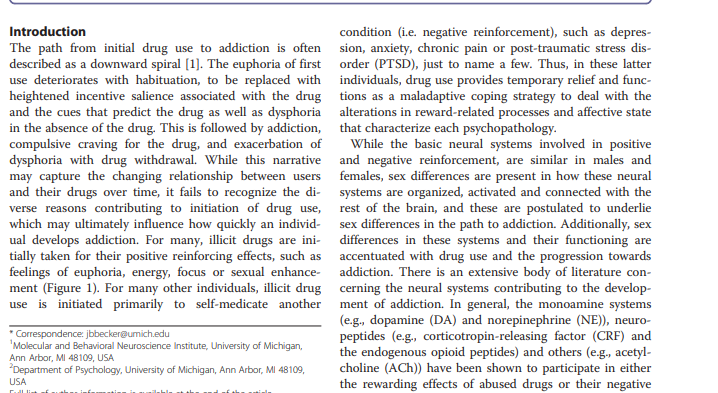 Introduction
The path from initial drug use to addiction is often
described as a downward spiral [1]. The euphoria of first
use deteriorates with habituation, to be replaced with
heightened incentive salience associated with the drug
and the cues that predict the drug as well as dysphoria
in the absence of the drug. This is followed by addiction,
compulsive craving for the drug, and exacerbation of
dysphoria with drug withdrawal. While this narrative
may capture the changing relationship between users
and their drugs over time, it fails to recognize the di-
verse reasons contributing to initiation of drug use,
which may ultimately influence how quickly an individ-
ual develops addiction. For many, illicit drugs are ini-
tially taken for their positive reinforcing effects, such as
feelings of euphoria, energy, focus or sexual enhance-
ment (Figure 1). For many other individuals, illicit drug
use is initiated primarily to self-medicate another
* Correspondence: jbbecker@umich.edu
1Molecular and Behavioral Neuroscience Institute, University of Michigan,
Ann Arbor, MI 48109, USA
2Department of Psychology, University of Michigan, Ann Arbor, MI 48109,
USA
Full list of author information is available at the end of the article
condition (i.e. negative reinforcement), such as depres-
sion, anxiety, chronic pain or post-traumatic stress dis-
order (PTSD), just to name a few. Thus, in these latter
individuals, drug use provides temporary relief and func-
tions as a maladaptive coping strategy to deal with the
alterations in reward-related processes and affective state
that characterize each psychopathology.
While the basic neural systems involved in positive
and negative reinforcement, are similar in males and
females, sex differences are present in how these neural
systems are organized, activated and connected with the
rest of the brain, and these are postulated to underlie
sex differences in the path to addiction. Additionally, sex
differences in these systems and their functioning are
accentuated with drug use and the progression towards
addiction. There is an extensive body of literature con-
cerning the neural systems contributing to the develop-
ment of addiction. In general, the monoamine systems
(e.g., dopamine (DA) and norepinephrine (NE)), neuro-
peptides (e.g., corticotropin-releasing factor (CRF) and
the endogenous opioid peptides) and others (e.g., acetyl-
choline (ACh)) have been shown to participate in either
the rewarding effects of abused drugs or their negative